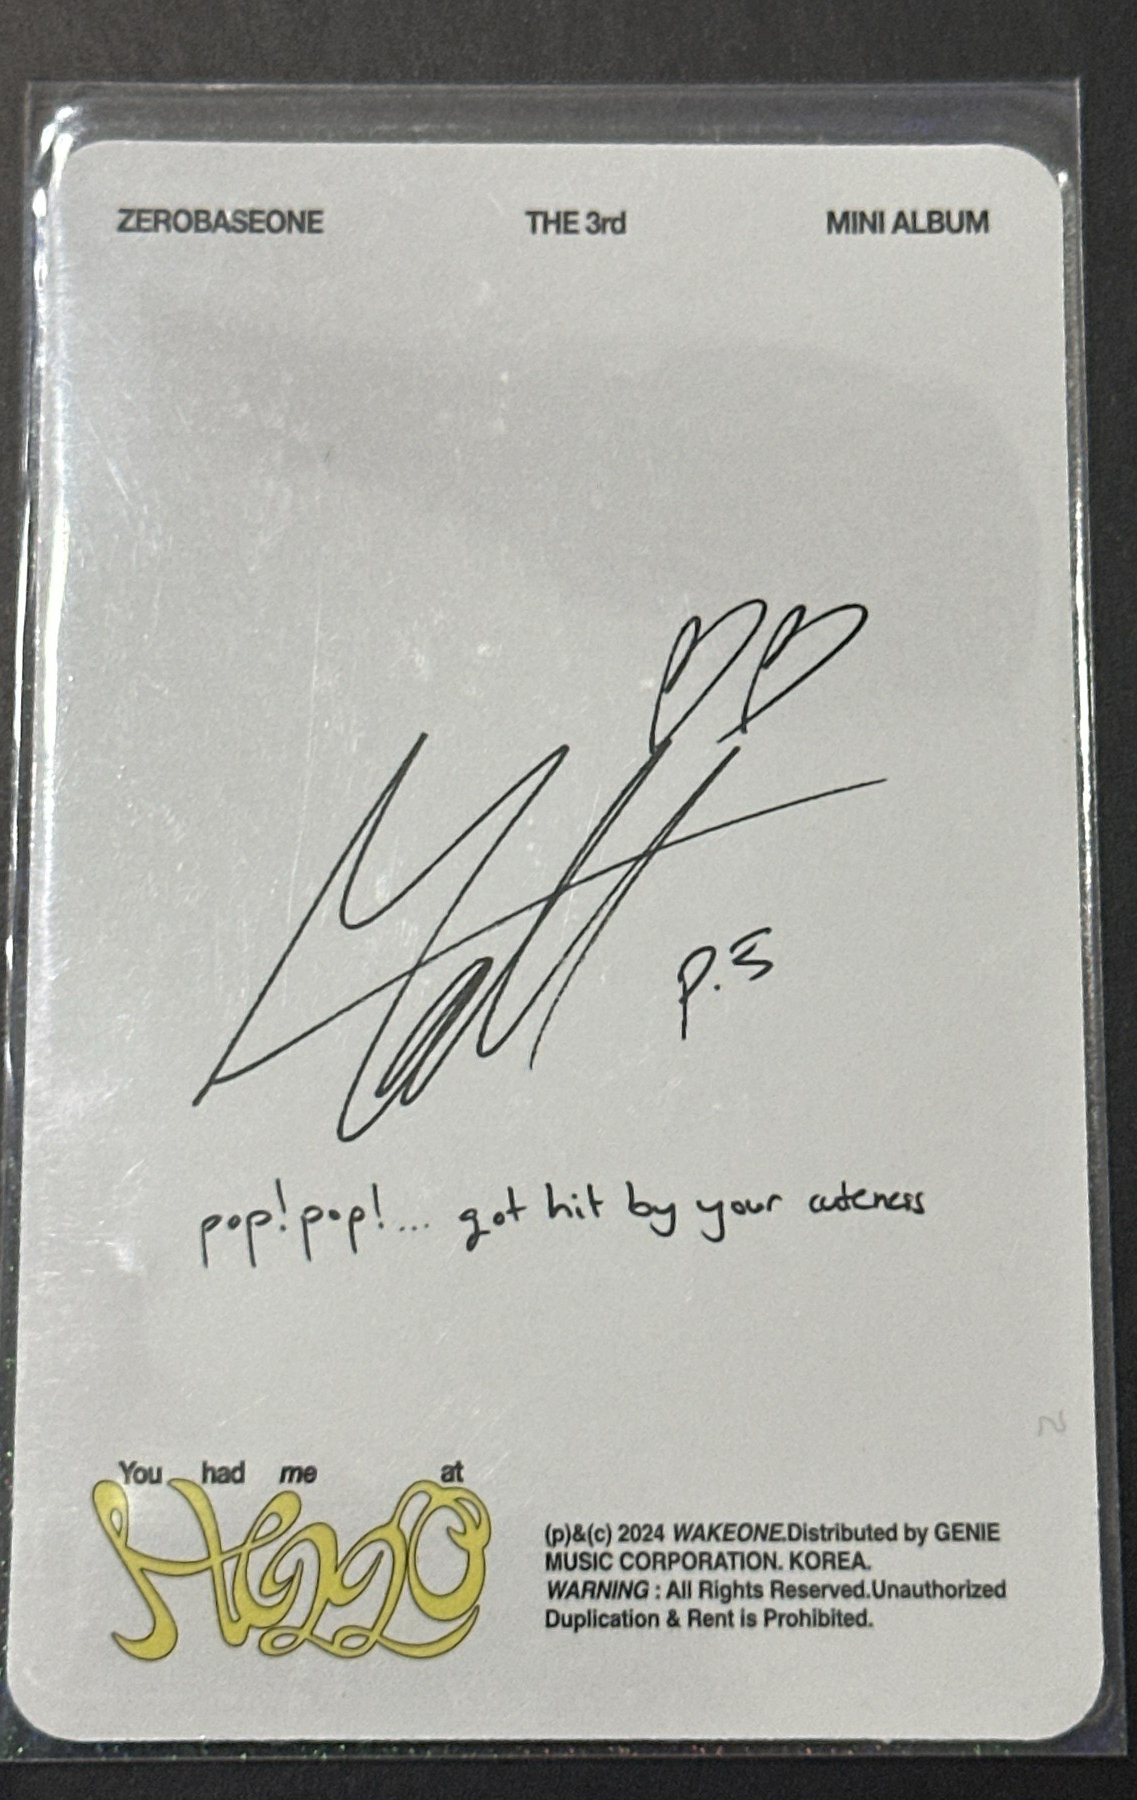 ZEROBASEONE THE 3rd MINI ALBUM
Matt
P.S
pop! pop!... got hit by your cuteness
You had me at
HELLO
(p)&(c) 2024 WAKEONE.Distributed by GENIE
MUSIC CORPORATION. KOREA.
WARNING : All Rights Reserved.Unauthorized
Duplication & Rent is Prohibited.